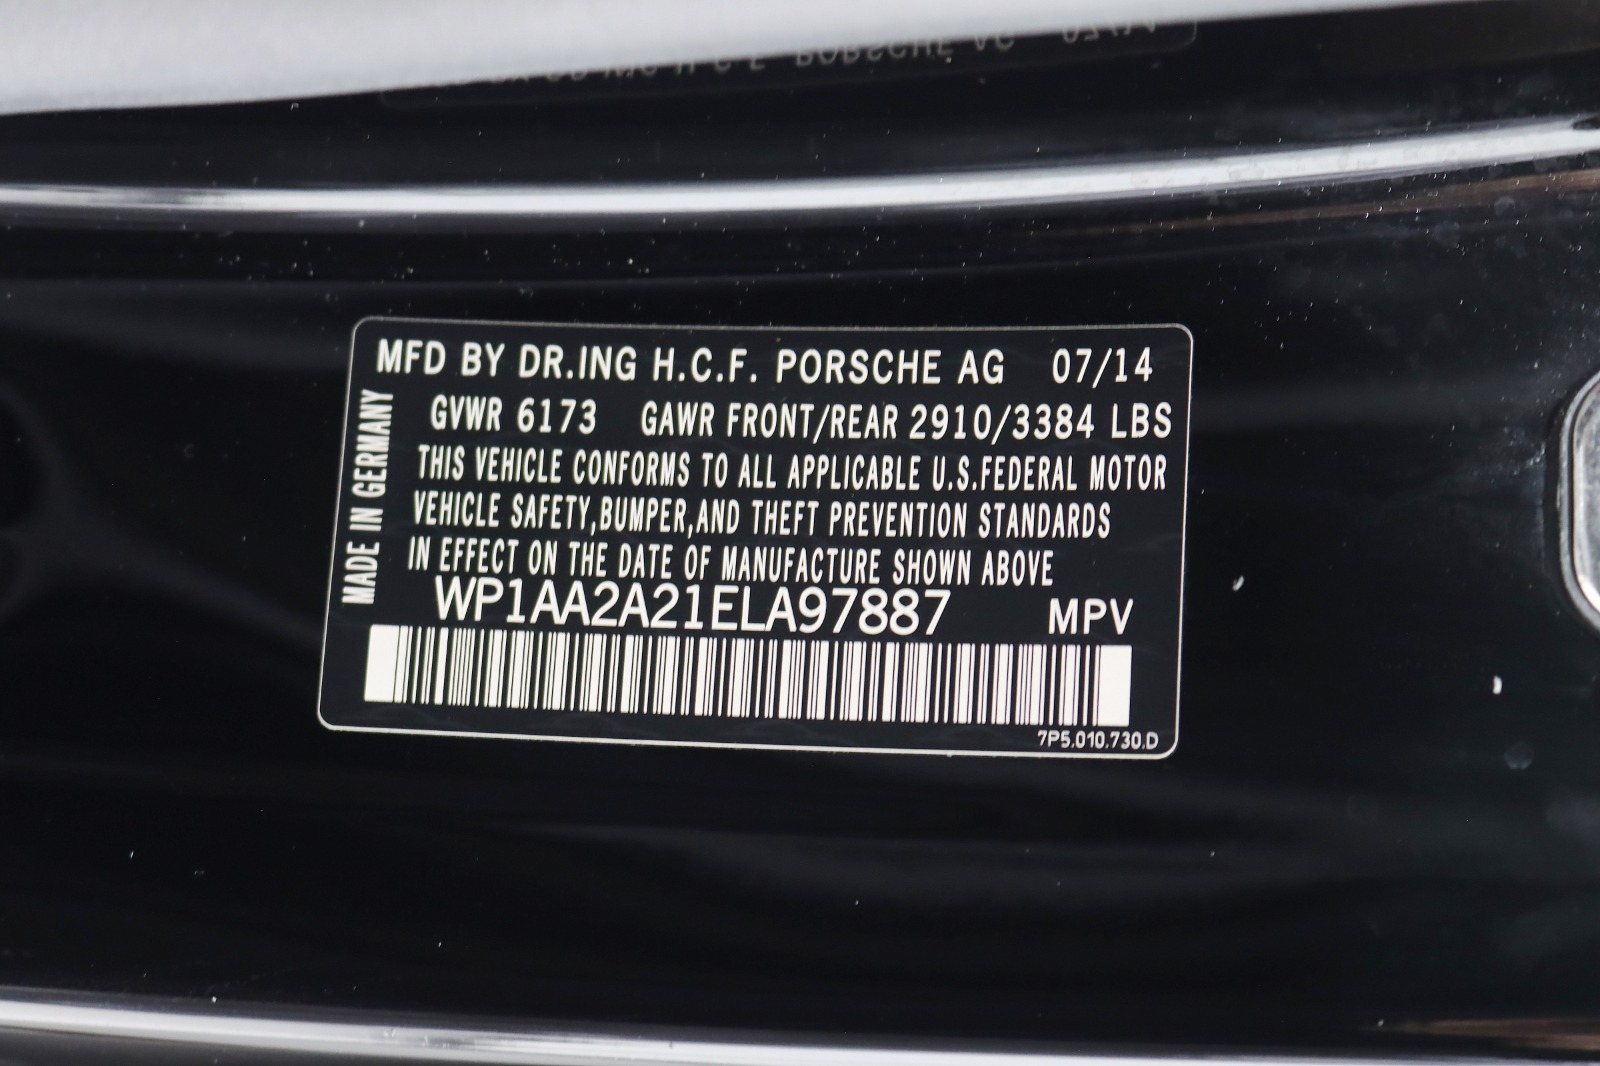 MFD BY DR.ING H.C.F. PORSCHE AG 07/14
GVWR 6173 GAWR FRONT/REAR 2910/3384 LBS
THIS VEHICLE CONFORMS TO ALL APPLICABLE U.S.FEDERAL MOTOR
VEHICLE SAFETY,BUMPER,AND THEFT PREVENTION STANDARDS
IN EFFECT ON THE DATE OF MANUFACTURE SHOWN ABOVE
WP1AA2A21ELA97887 MPV
7P5.010.730.D
MADE IN GERMANY